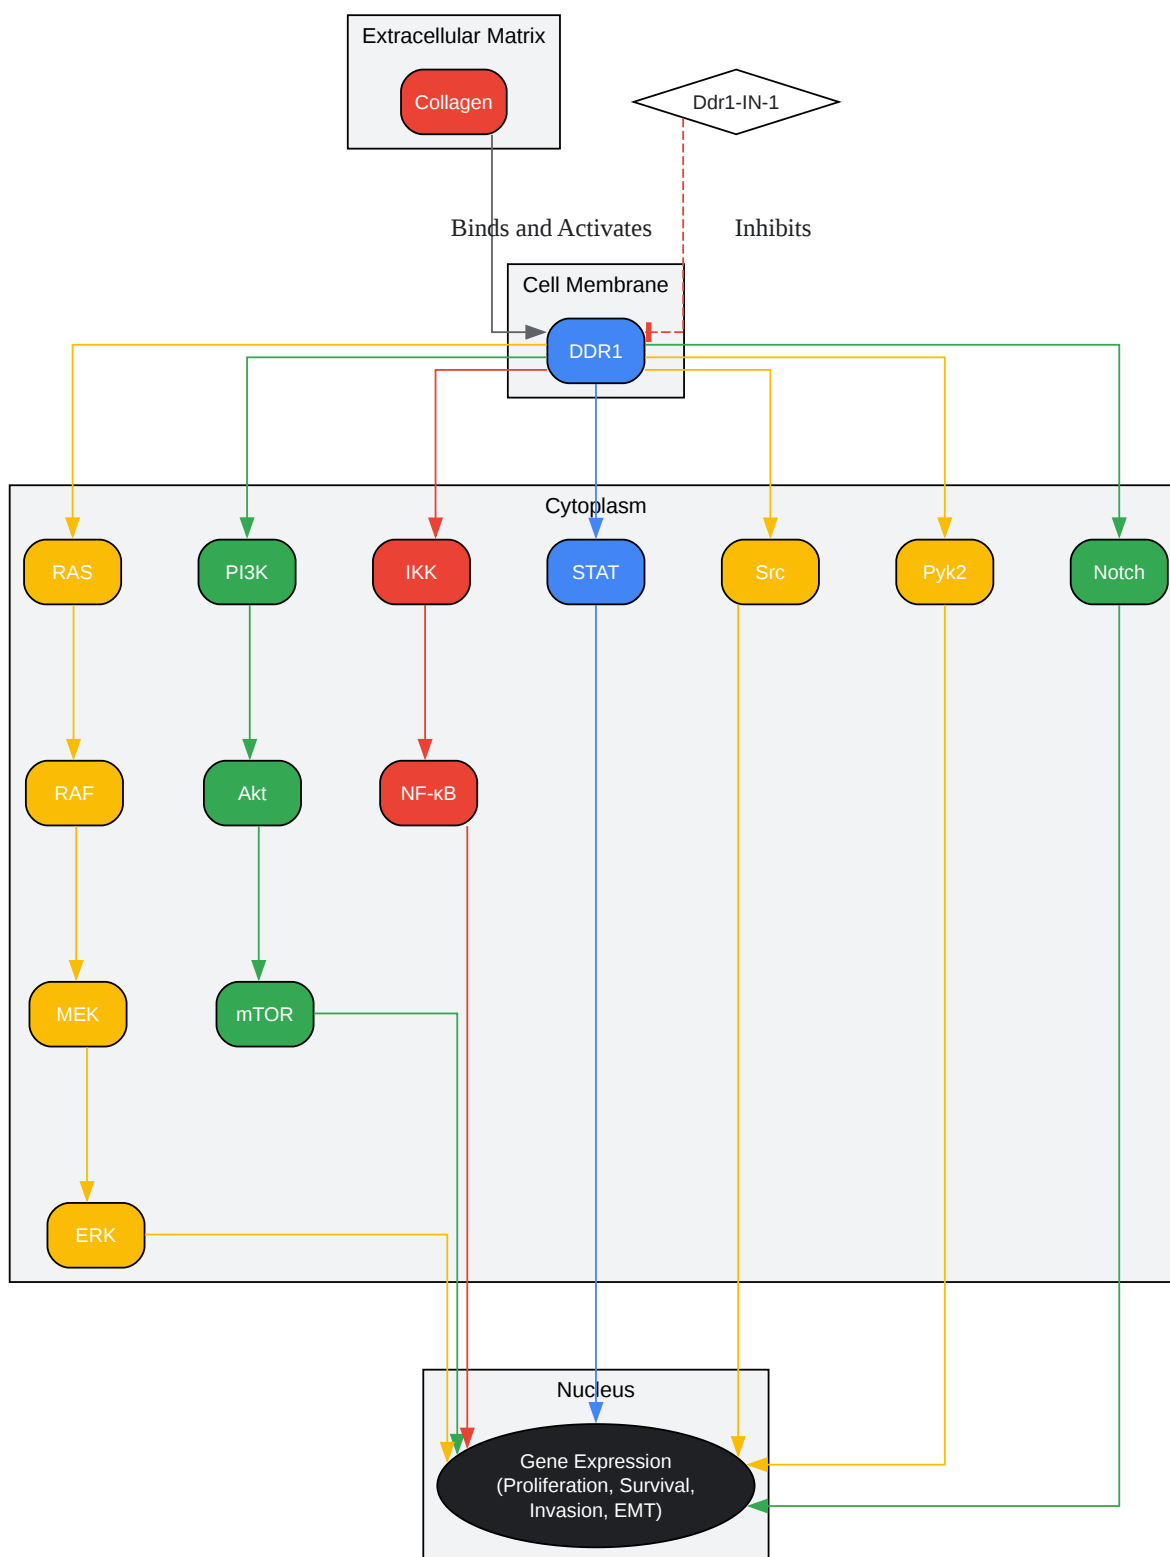 Extracellular Matrix
Collagen
Ddr1-IN-1
Binds and Activates
Inhibits
Cell Membrane
DDR1
Cytoplasm
RAS
PI3K
IKK
STAT
Src
Pyk2
Notch
RAF
Akt
NF-κB
MEK
mTOR
ERK
Nucleus
Gene Expression
(Proliferation, Survival,
Invasion, EMT)